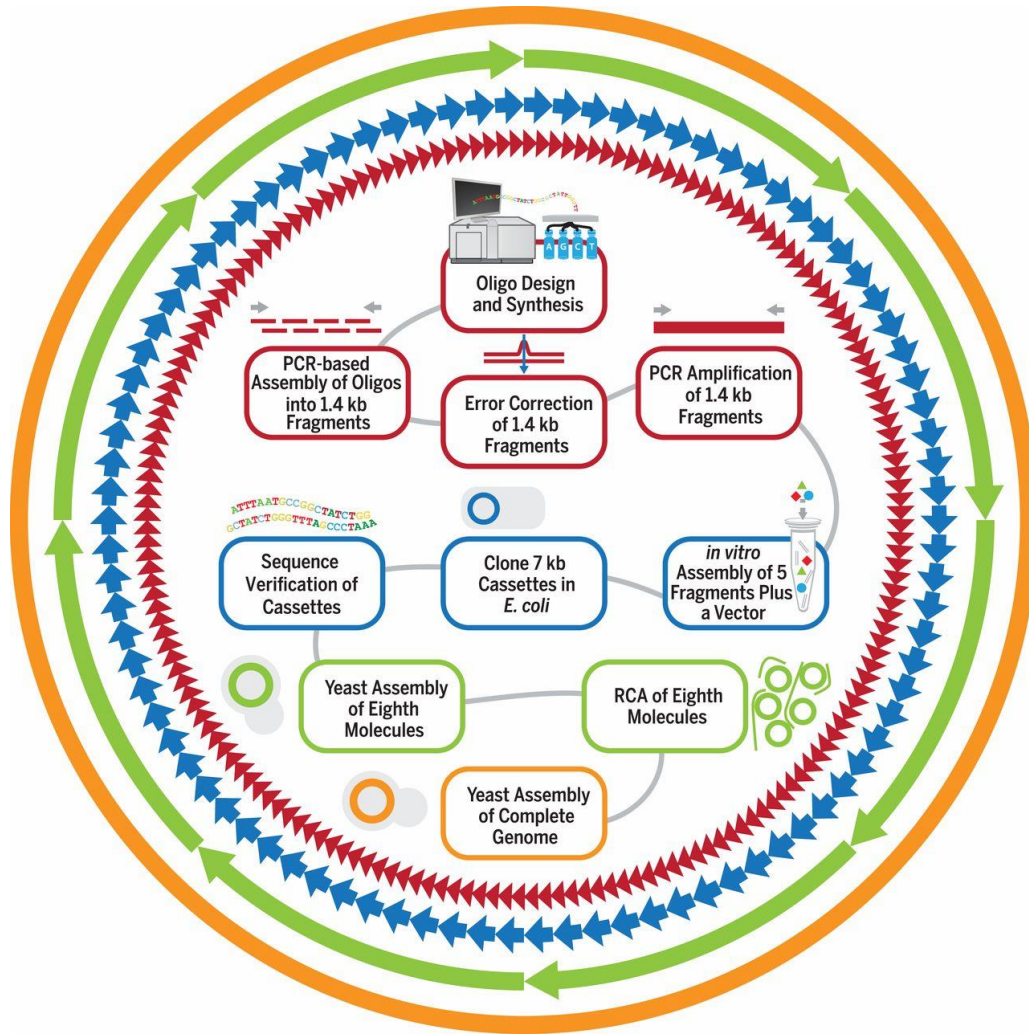 A G C T
Oligo Design
and Synthesis
PCR-based
Assembly of Oligos
into 1.4 kb
Fragments
Error Correction
of 1.4 kb
Fragments
PCR Amplification
of 1.4 kb
Fragments
ATTTAATGCCGGCTATCTGG
GCTATCTGGGTTTAGCCCTAAA
Sequence
Verification of
Cassettes
Clone 7 kb
Cassettes in
E. coli
in vitro
Assembly of 5
Fragments Plus
a Vector
Yeast Assembly
of Eighth
Molecules
RCA of Eighth
Molecules
Yeast Assembly
of Complete
Genome